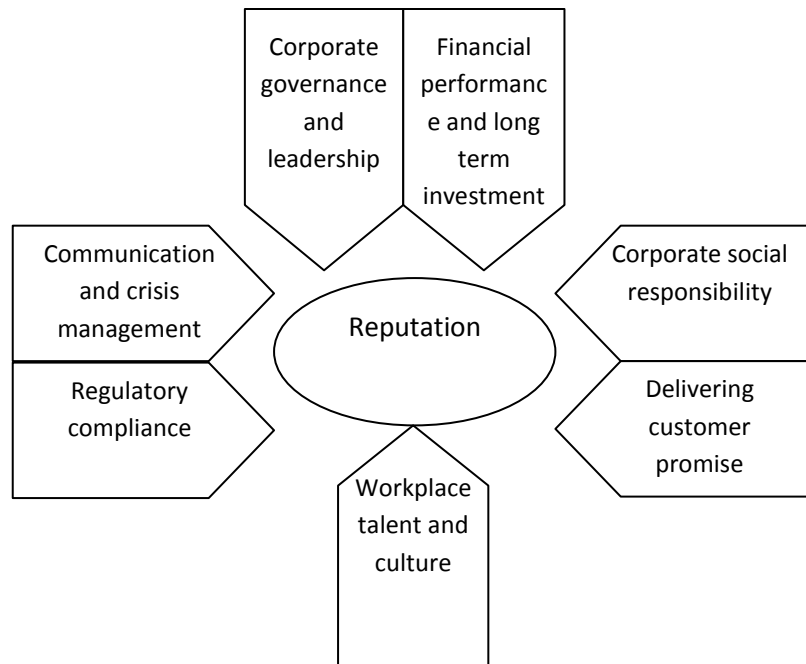 Corporate
governance
and
leadership
Financial
performanc
e and long
term
investment
Communication
and crisis
management
Corporate social
responsibility
Reputation
Regulatory
compliance
Delivering
customer
promise
Workplace
talent and
culture